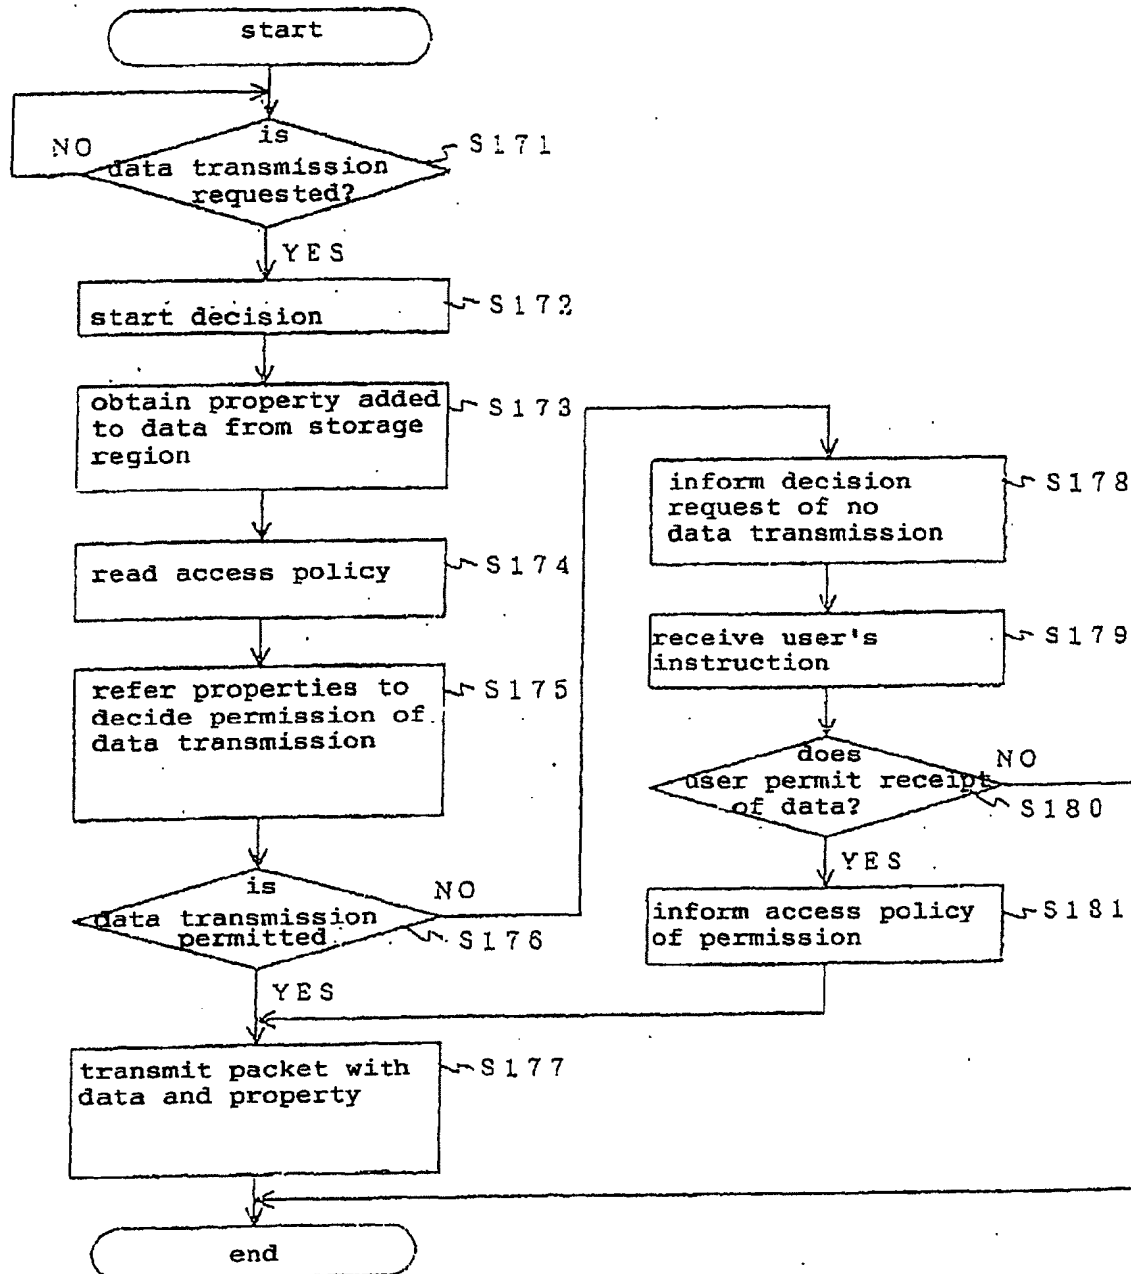 start
is
NO
data transmission
requested?
S171
YES
start decision
S172
obtain property added
to data from storage
region
S173
read access policy
S174
refer properties to
decide permission of
data transmission
S175
is
data transmission
permitted
NO
S176
YES
transmit packet with
data and property
S177
end
inform decision
request of no
data transmission
S178
receive user's
instruction
S179
does
user permit receipt
of data?
NO
S180
YES
inform access policy
of permission
S181